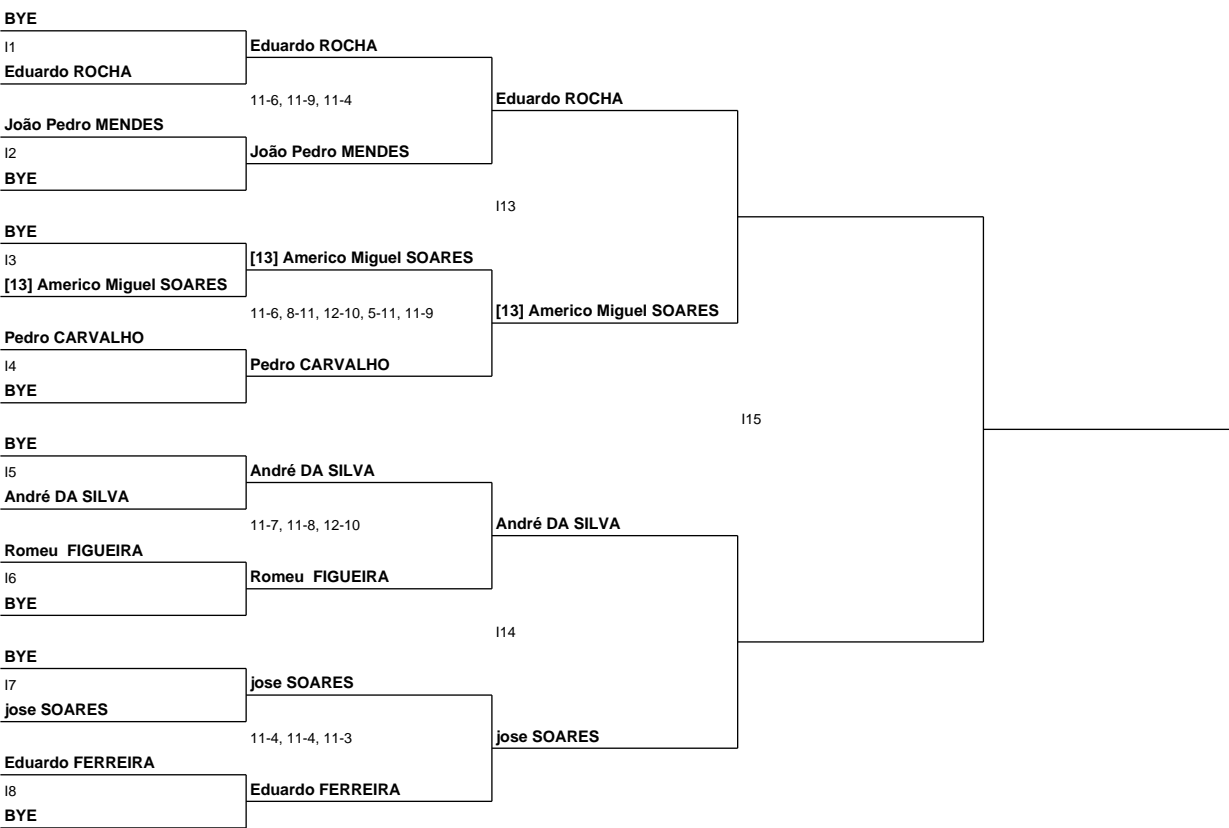 BYE
I1
Eduardo ROCHA
Eduardo ROCHA
11-6, 11-9, 11-4
Eduardo ROCHA
João Pedro MENDES
I2
João Pedro MENDES
BYE
I13
BYE
I3
[13] Americo Miguel SOARES
[13] Americo Miguel SOARES
11-6, 8-11, 12-10, 5-11, 11-9
[13] Americo Miguel SOARES
Pedro CARVALHO
I4
Pedro CARVALHO
BYE
I15
BYE
I5
André DA SILVA
André DA SILVA
11-7, 11-8, 12-10
André DA SILVA
Romeu  FIGUEIRA
I6
Romeu  FIGUEIRA
BYE
I14
BYE
I7
jose SOARES
jose SOARES
11-4, 11-4, 11-3
jose SOARES
Eduardo FERREIRA
I8
Eduardo FERREIRA
BYE